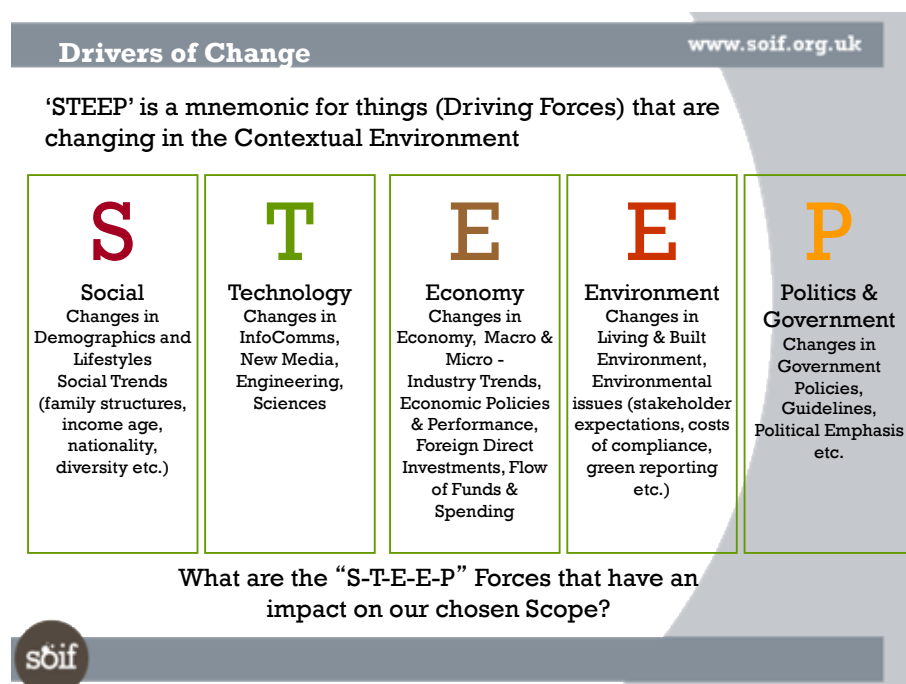 Drivers of Change
www.soif.org.uk
‘STEEP’ is a mnemonic for things (Driving Forces) that are
changing in the Contextual Environment
S
Social
Changes in
Demographics and
Lifestyles
Social Trends
(family structures,
income age,
nationality,
diversity etc.)
T
Technology
Changes in
InfoComms,
New Media,
Engineering,
Sciences
E
Economy
Changes in
Economy, Macro &
Micro -
Industry Trends,
Economic Policies
& Performance,
Foreign Direct
Investments, Flow
of Funds &
Spending
E
Environment
Changes in
Living & Built
Environment,
Environmental
issues (stakeholder
expectations, costs
of compliance,
green reporting
etc.)
P
Politics &
Government
Changes in
Government
Policies,
Guidelines,
Political Emphasis
etc.
What are the “S-T-E-E-P” Forces that have an
impact on our chosen Scope?
soif